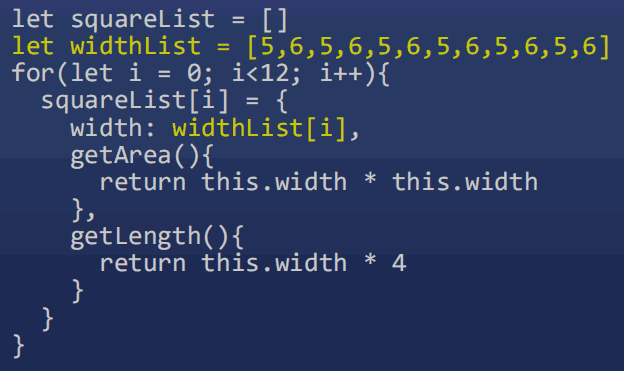 let squareList = []
let widthList = [5,6,5,6,5,6,5,6,5,6,5,6]
for(let i = 0; i<12; i++){
  squareList[i] = {
    width: widthList[i],
    getArea(){
      return this.width * this.width
    },
    getLength(){
      return this.width * 4
    }
  }
}